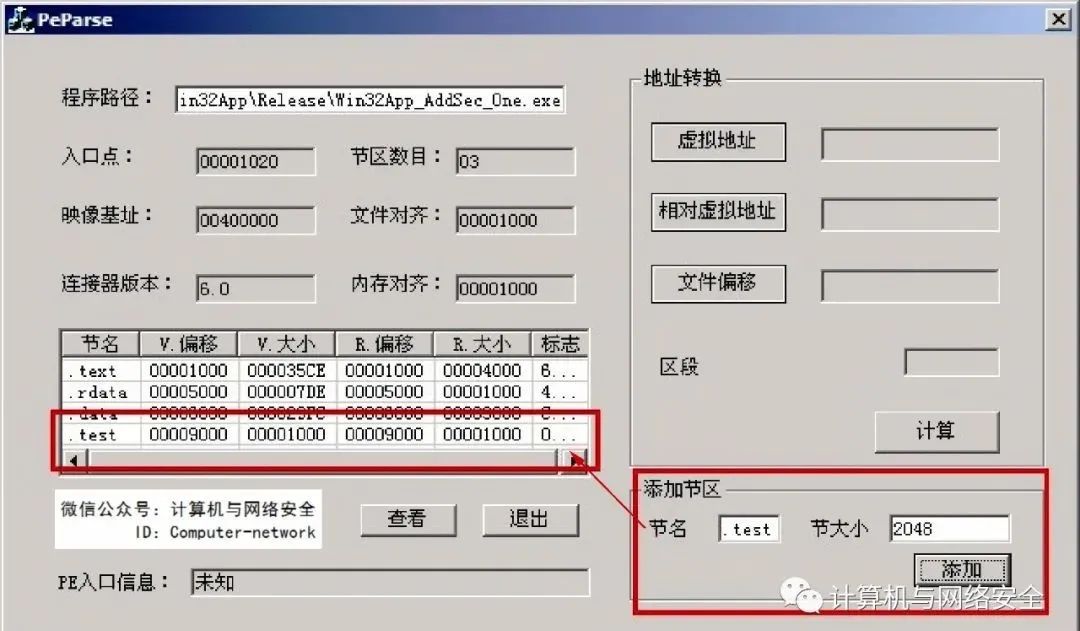 PeParse
程序路径： in32App\Release\Win32App_AddSec_One.exe
入口点： 00001020 节区数目： 03
映像基址： 00400000 文件对齐： 00001000
连接器版本： 6.0 内存对齐： 00001000
节名 V.偏移 V.大小 R.偏移 R.大小 标志
.text 00001000 000035CE 00001000 00004000 6...
.rdata 00005000 000007DE 00005000 00001000 4...
.data
.test 00009000 00001000 00009000 00001000 0...
微信公众号：计算机与网络安全
ID：Computer-network
查看 退出
PE入口信息： 未知
地址转换
虚拟地址
相对虚拟地址
文件偏移
区段
计算
添加节区
节名 .test 节大小 2048
添加
计算机与网络安全